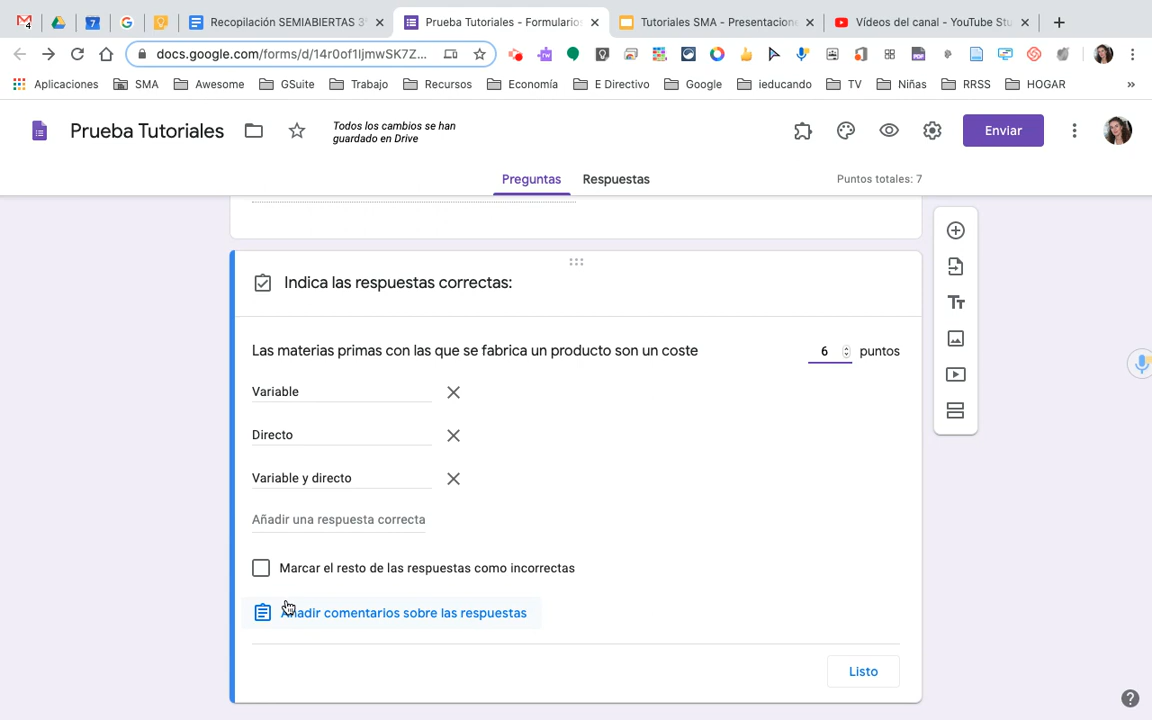 Recopilación SEMIABIERTAS 3º
Prueba Tutoriales - Formularios
Tutoriales SMA - Presentacione
Vídeos del canal - YouTube Stu
docs.google.com/forms/d/14r0of1ljmwSK7Z...
Aplicaciones
SMA
Awesome
GSuite
Trabajo
Recursos
Economía
E Directivo
Google
ieducando
TV
Niñas
RRSS
HOGAR
»
Prueba Tutoriales
Todos los cambios se han
guardado en Drive
Enviar
Preguntas
Respuestas
Puntos totales: 7
Indica las respuestas correctas:
Las materias primas con las que se fabrica un producto son un coste
6 puntos
Variable
Directo
Variable y directo
Añadir una respuesta correcta
Marcar el resto de las respuestas como incorrectas
Añadir comentarios sobre las respuestas
Listo